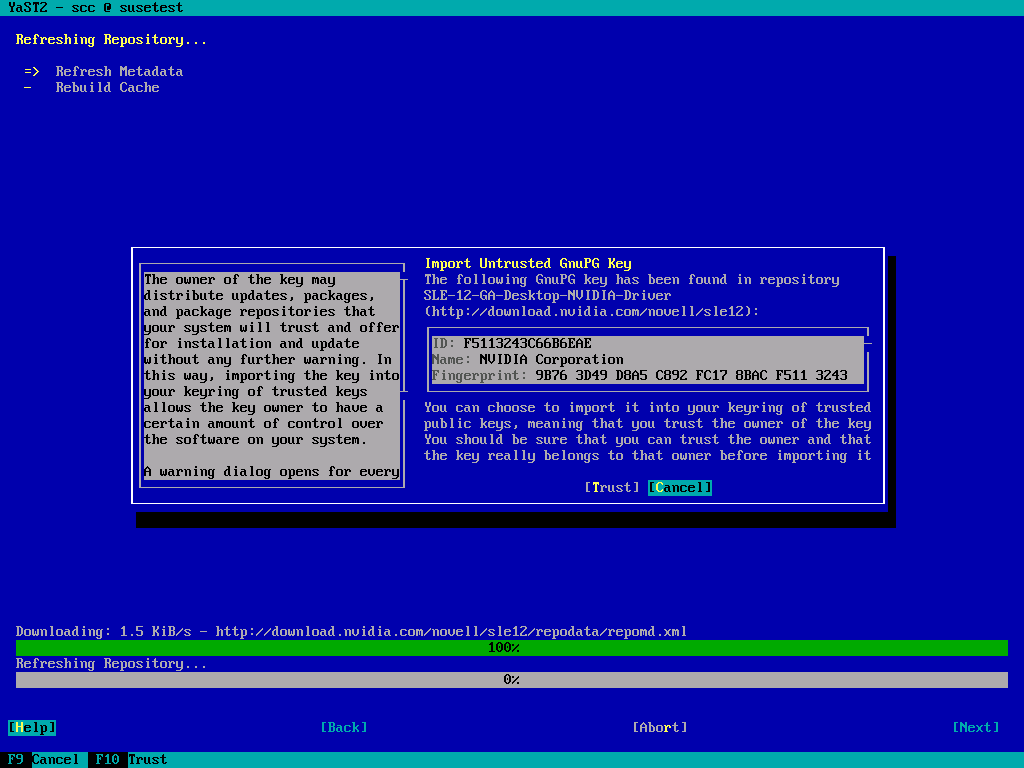 YaST2 - scc @ susetest
Refreshing Repository...
=> Refresh Metadata
- Rebuild Cache
The owner of the key may
distribute updates, packages,
and package repositories that
your system will trust and offer
for installation and update
without any further warning. In
this way, importing the key into
your keyring of trusted keys
allows the key owner to have a
certain amount of control over
the software on your system.
A warning dialog opens for every
Import Untrusted GnuPG Key
The following GnuPG key has been found in repository
SLE-12-GA-Desktop-NVIDIA-Driver
(http://download.nvidia.com/novell/sle12):
ID: F5113243C66B6EAE
Name: NVIDIA Corporation
Fingerprint: 9B76 3D49 D8A5 C892 FC17 8BAC F511 3243
You can choose to import it into your keyring of trusted
public keys, meaning that you trust the owner of the key
You should be sure that you can trust the owner and that
the key really belongs to that owner before importing it
[Trust] [Cancel]
Downloading: 1.5 KiB/s - http://download.nvidia.com/novell/sle12/repodata/repomd.xml
100%
Refreshing Repository...
0%
[Help] [Back] [Abort] [Next]
F9 Cancel F10 Trust